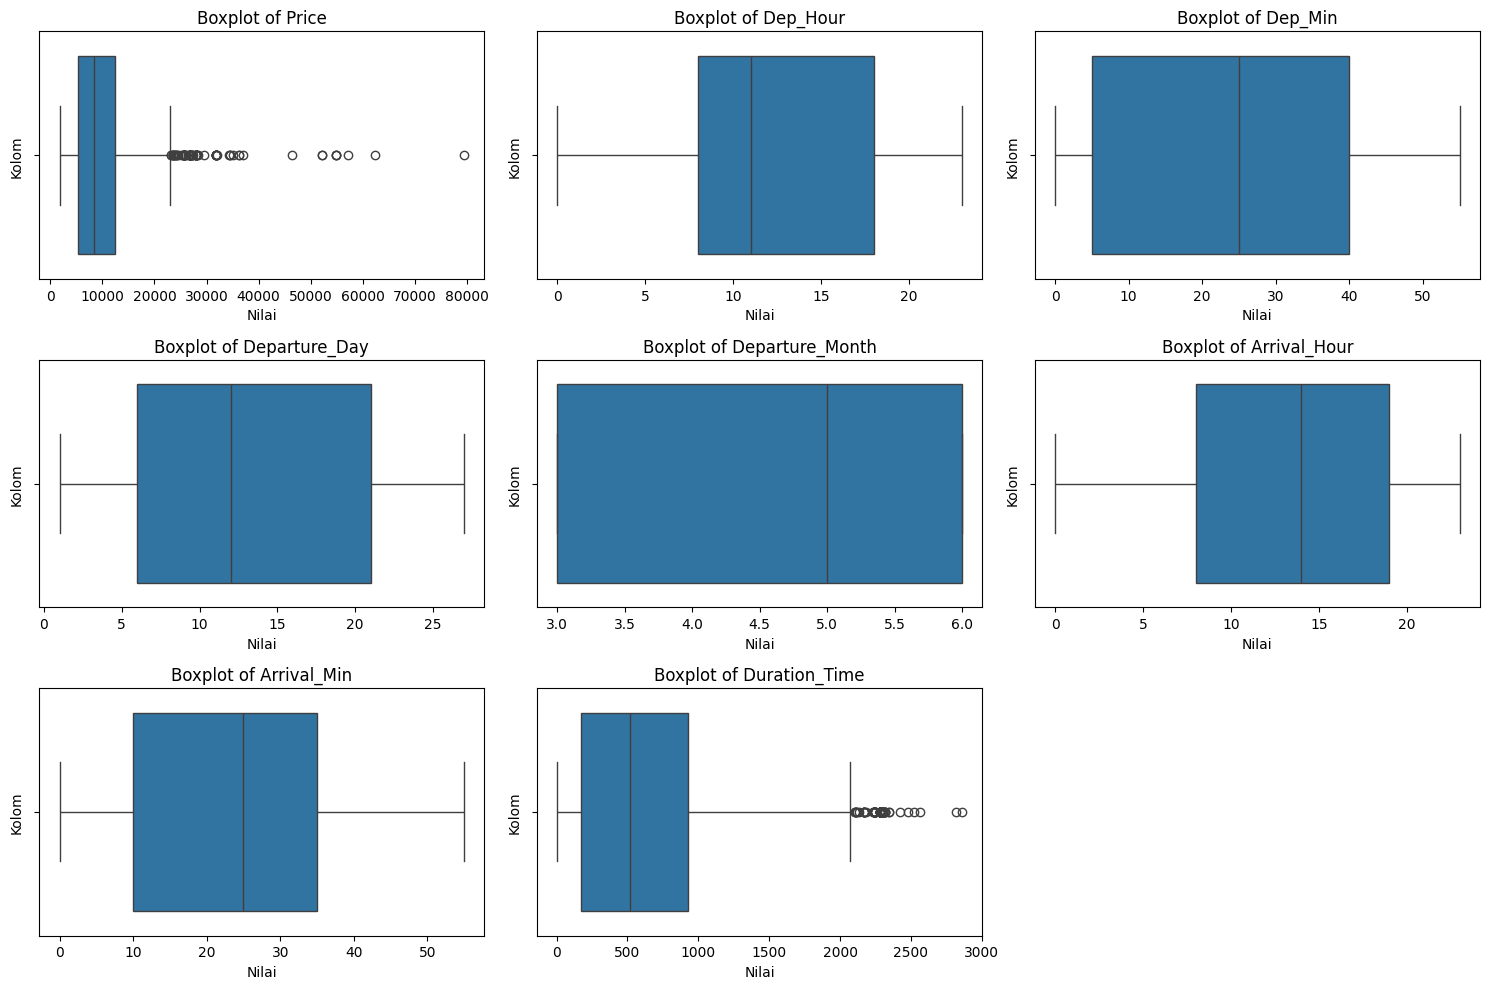 Boxplot of Price
Kolom
0 10000 20000 30000 40000 50000 60000 70000 80000
Nilai
Boxplot of Dep_Hour
Kolom
0 5 10 15 20
Nilai
Boxplot of Dep_Min
Kolom
0 10 20 30 40 50
Nilai
Boxplot of Departure_Day
Kolom
0 5 10 15 20 25
Nilai
Boxplot of Departure_Month
Kolom
3.0 3.5 4.0 4.5 5.0 5.5 6.0
Nilai
Boxplot of Arrival_Hour
Kolom
0 5 10 15 20
Nilai
Boxplot of Arrival_Min
Kolom
0 10 20 30 40 50
Nilai
Boxplot of Duration_Time
Kolom
0 500 1000 1500 2000 2500 3000
Nilai